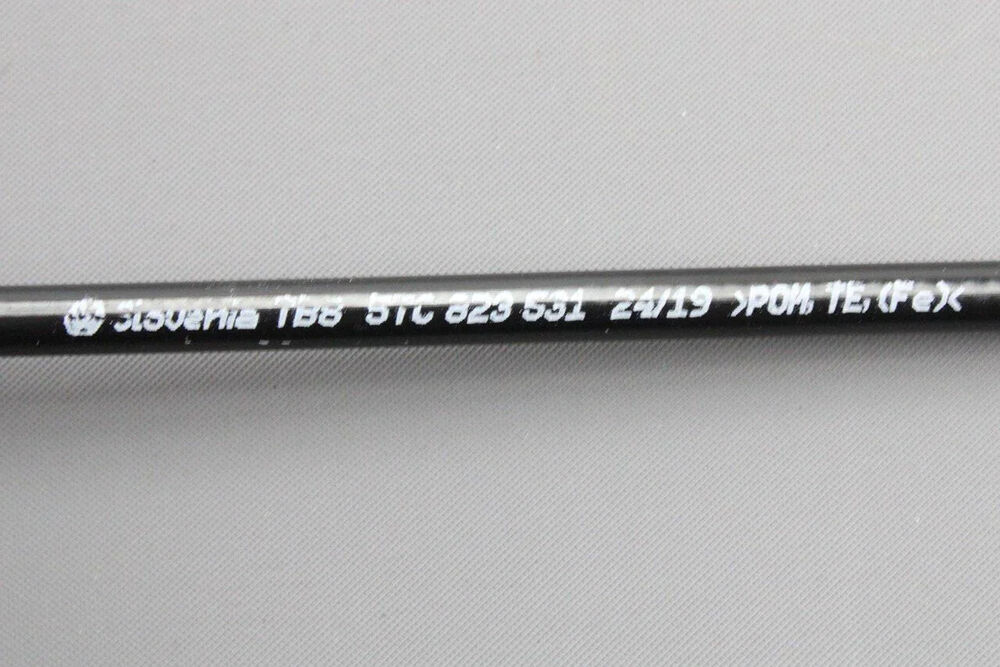 Slovenia TB8 5TC 823 531 24/19 >POM, TE, (Fe)<